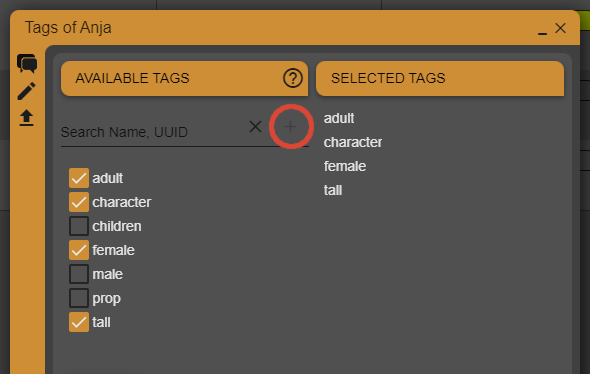 Tags of Anja
AVAILABLE TAGS
SELECTED TAGS
Search Name, UUID
adult
character
children
female
male
prop
tall
adult
character
female
tall